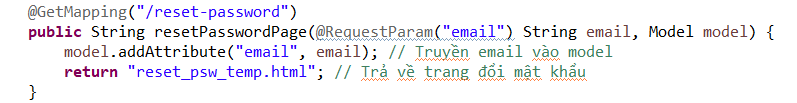 @GetMapping("/reset-password")
public String resetPasswordPage(@RequestParam("email") String email, Model model) {
model.addAttribute("email", email); // Truyền email vào model
return "reset_psw_temp.html"; // Trả về trang đổi mật khẩu
}